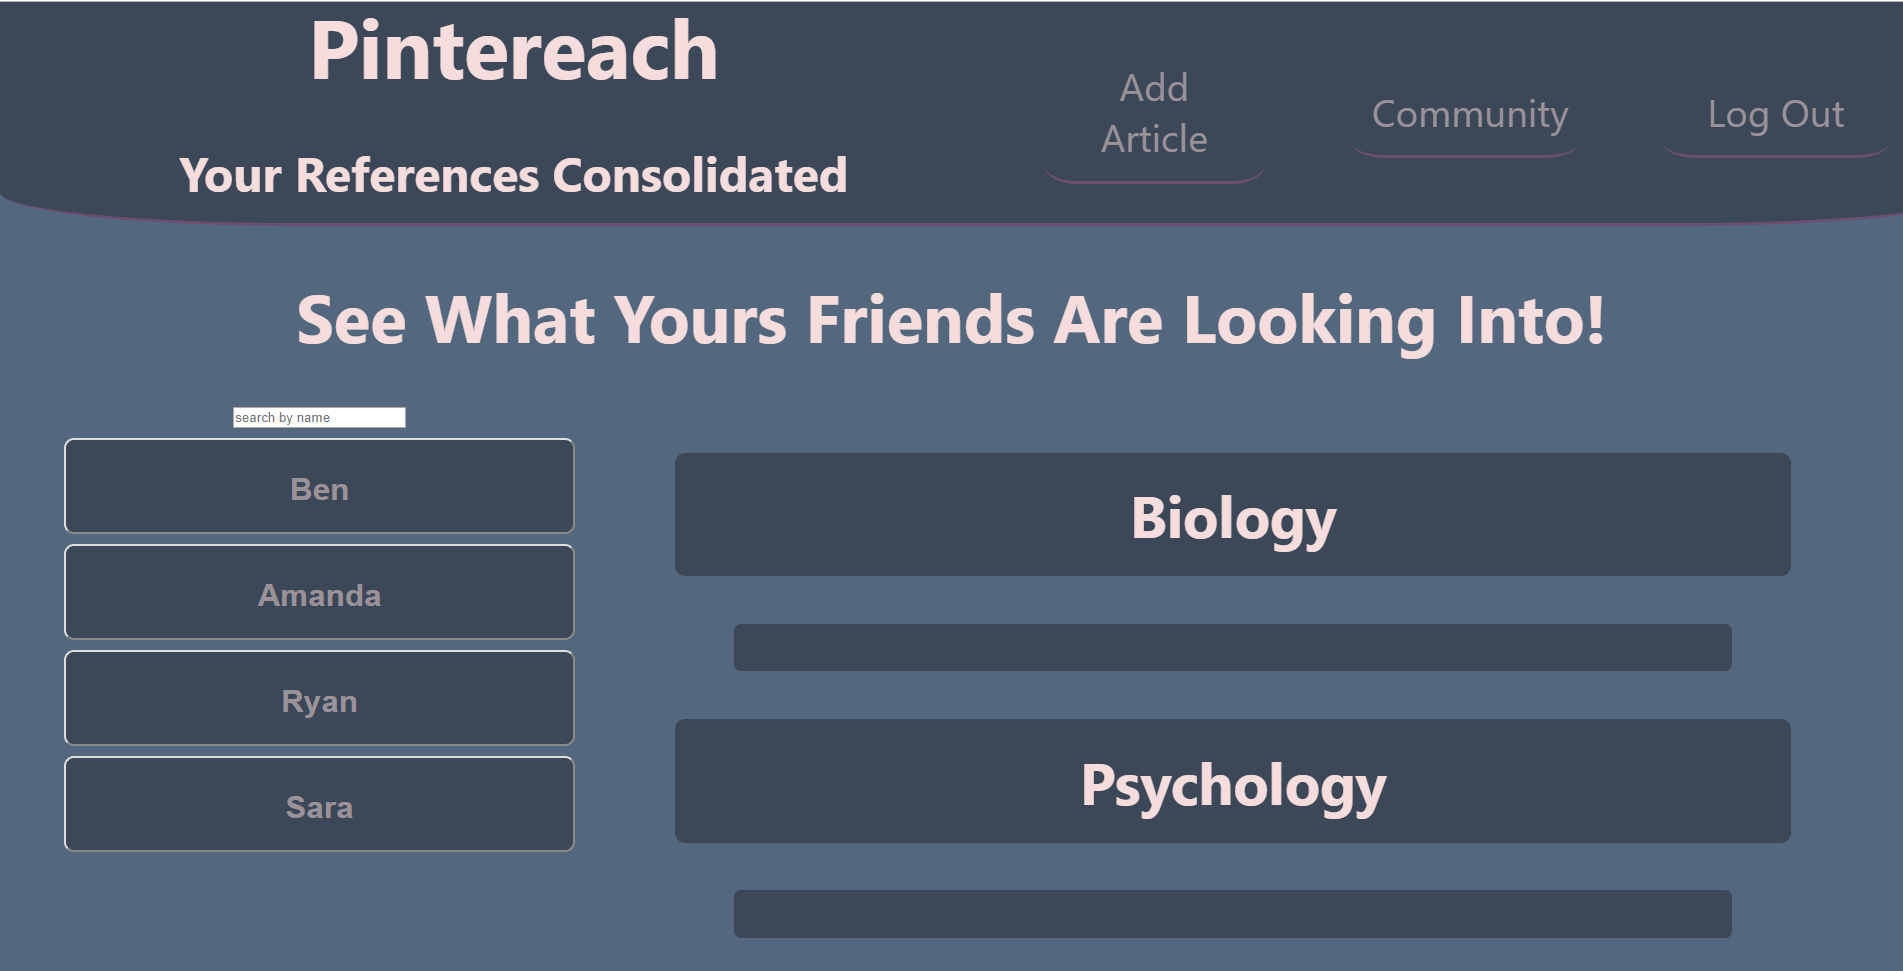 Pintereach
Your References Consolidated
Add
Article
Community
Log Out
See What Yours Friends Are Looking Into!
search by name
Ben
Amanda
Ryan
Sara
Biology
Psychology